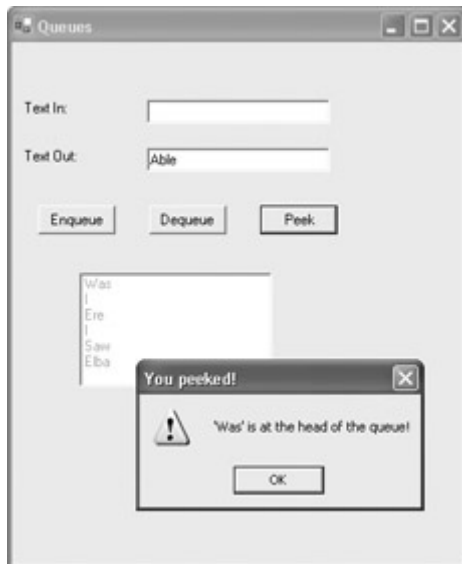 Queues
Text In:
Text Out:
Able
Enqueue Dequeue Peek
Was
I
Ere
I
Saw
Elba
You peeked!
'Was' is at the head of the queue!
OK